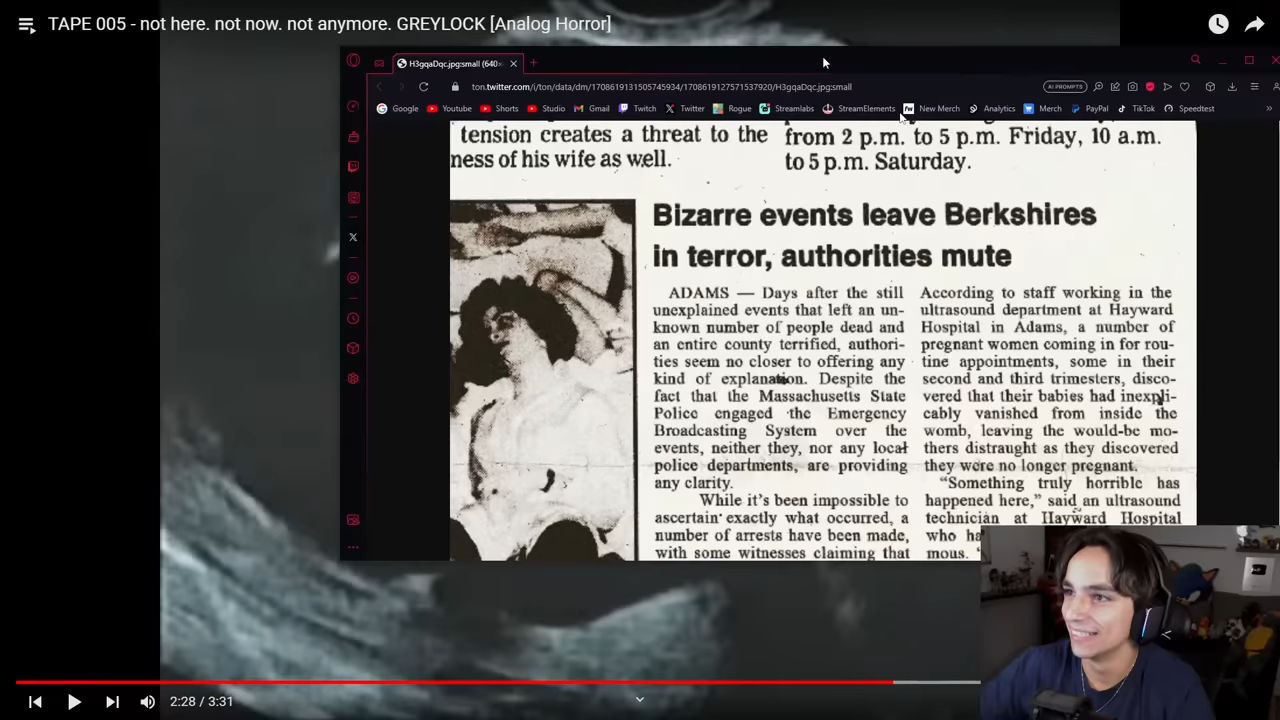 TAPE 005 - not here. not now. not anymore. GREYLOCK [Analog Horror]
H3gqaDqc.jpg:small (640×
ton.twitter.com/i/ton/data/dm/1708619131505745934/1708619127571537920/H3gqaDqc.jpg:small
AI PROMPTS
Google Youtube Shorts Studio Gmail Twitch Twitter Rogue Streamlabs StreamElements New Merch Analytics Merch PayPal TikTok Speedtest
tension creates a threat to the
ness of his wife as well.
from 2 p.m. to 5 p.m. Friday, 10 a.m.
to 5 p.m. Saturday.
Bizarre events leave Berkshires
in terror, authorities mute
ADAMS — Days after the still
unexplained events that left an un-
known number of people dead and
an entire county terrified, authori-
ties seem no closer to offering any
kind of explanation. Despite the
fact that the Massachusetts State
Police engaged the Emergency
Broadcasting System over the
events, neither they, nor any local
police departments, are providing
any clarity.
While it's been impossible to
ascertain exactly what occurred, a
number of arrests have been made,
with some witnesses claiming that
According to staff working in the
ultrasound department at Hayward
Hospital in Adams, a number of
pregnant women coming in for rou-
tine appointments, some in their
second and third trimesters, disco-
vered that their babies had inexpli-
cably vanished from inside the
womb, leaving the would-be mo-
thers distraught as they discovered
they were no longer pregnant.
"Something truly horrible has
happened here," said an ultrasound
technician at Hayward Hospital
who ha
mous. "
2:28 / 3:31